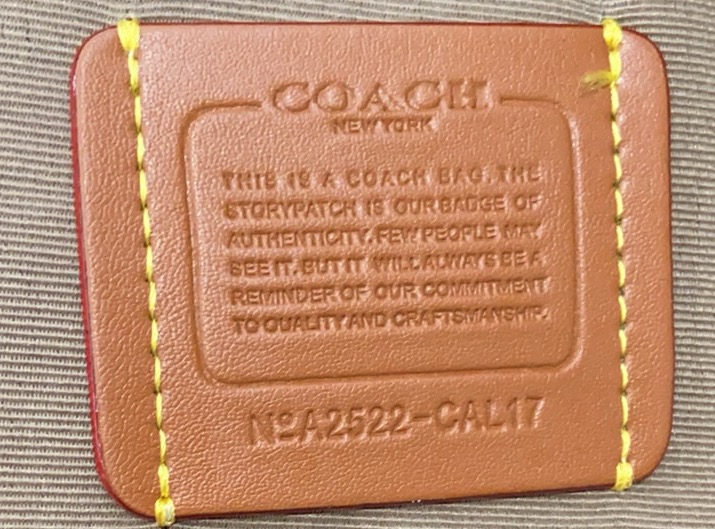 COACH
NEW YORK
THIS IS A COACH BAG. THE
STORYPATCH IS OUR BADGE OF
AUTHENTICITY. FEW PEOPLE MAY
SEE IT. BUT IT WILL ALWAYS BE A
REMINDER OF OUR COMMITMENT
TO QUALITY AND CRAFTSMANSHIP.
NºA2522-CAL17